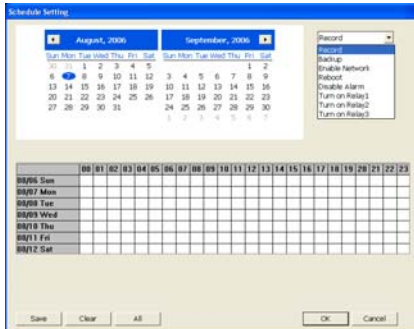 Schedule Setting
August, 2006
Sun Mon Tue Wed Thu Fri Sat
30 31 1 2 3 4 5
6 7 8 9 10 11 12
13 14 15 16 17 18 19
20 21 22 23 24 25 26
27 28 29 30 31
September, 2006
Sun Mon Tue Wed Thu Fri Sat
1 2
3 4 5 6 7 8 9
10 11 12 13 14 15 16
17 18 19 20 21 22 23
24 25 26 27 28 29 30
1 2 3 4 5 6 7
Record
Record
Backup
Enable Network
Reboot
Disable Alarm
Turn on Relay1
Turn on Relay2
Turn on Relay3
00 01 02 03 04 05 06 07 08 09 10 11 12 13 14 15 16 17 18 19 20 21 22 23
08/06 Sun
08/07 Mon
08/08 Tue
08/09 Wed
08/10 Thu
08/11 Fri
08/12 Sat
Save Clear All OK Cancel